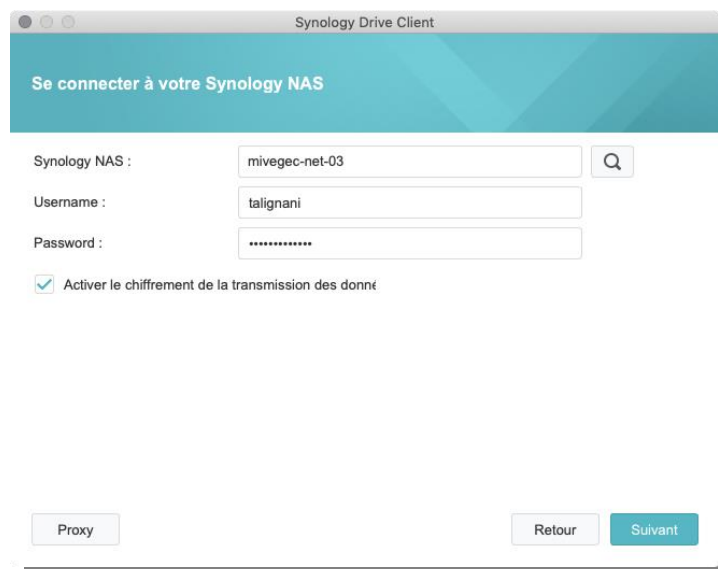 Synology Drive Client
Se connecter à votre Synology NAS
Synology NAS : mivegec-net-03
Username : talignani
Password : •••••••••••••
Activer le chiffrement de la transmission des donné
Proxy Retour Suivant